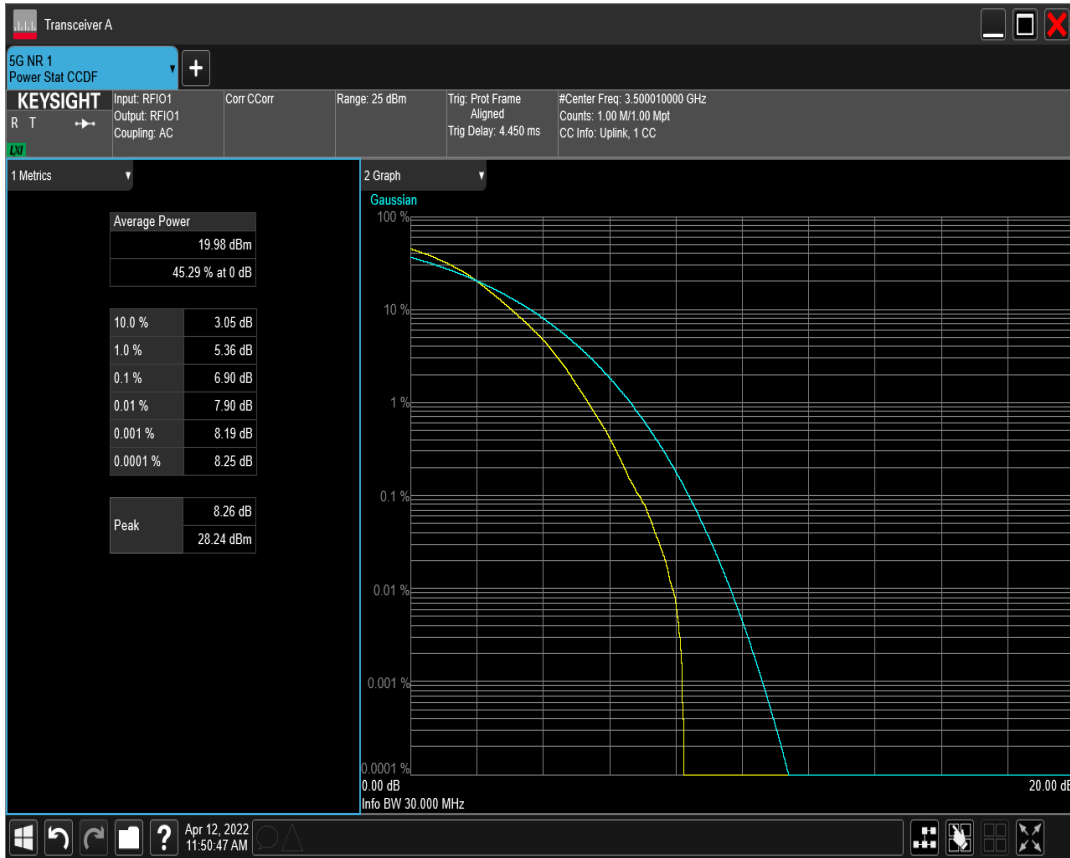 Transceiver A
5G NR 1
Power Stat CCDF
+
KEYSIGHT
R T
LXI
Input: RFIO1
Output: RFIO1
Coupling: AC
Corr CCorr
Range: 25 dBm
Trig: Prot Frame
Aligned
Trig Delay: 4.450 ms
#Center Freq: 3.500010000 GHz
Counts: 1.00 M/1.00 Mpt
CC Info: Uplink, 1 CC
1 Metrics
Average Power
19.98 dBm
45.29 % at 0 dB
10.0 % 3.05 dB
1.0 % 5.36 dB
0.1 % 6.90 dB
0.01 % 7.90 dB
0.001 % 8.19 dB
0.0001 % 8.25 dB
Peak
8.26 dB
28.24 dBm
2 Graph
Gaussian
100 %
10 %
1 %
0.1 %
0.01 %
0.001 %
0.0001 %
0.00 dB 20.00 dB
Info BW 30.000 MHz
?
Apr 12, 2022
11:50:47 AM